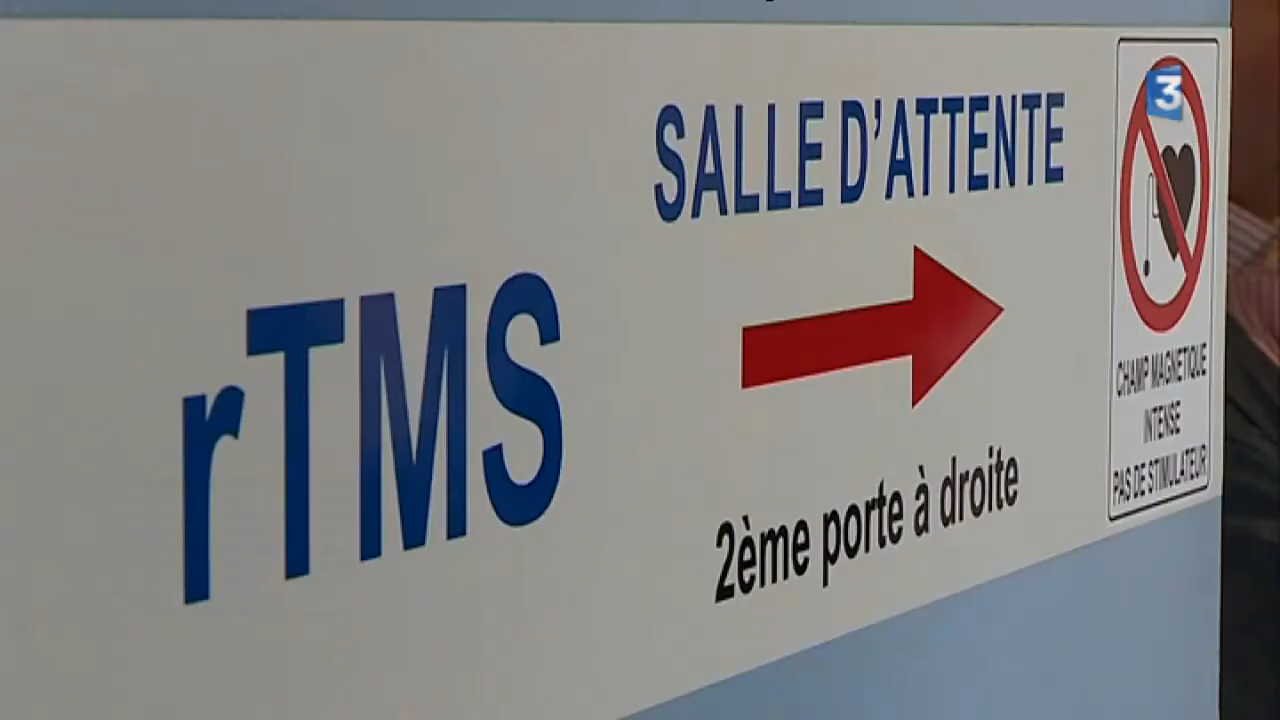 rTMS
SALLE D'ATTENTE
2ème porte à droite
3
CHAMP MAGNETIQUE
INTENSE
PAS DE STIMULATEUR